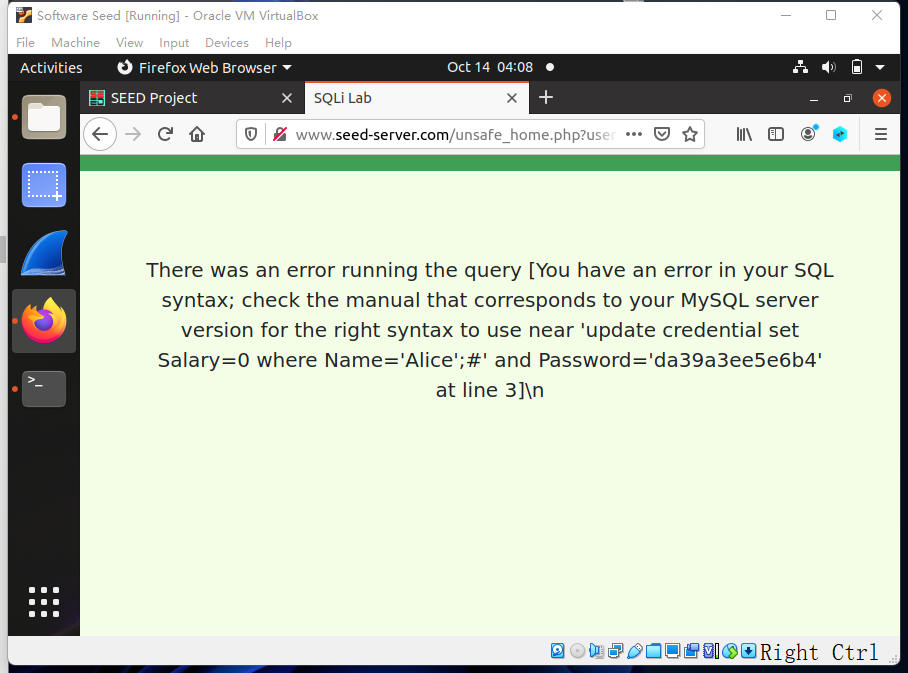 Software Seed [Running] - Oracle VM VirtualBox
File Machine View Input Devices Help
Activities Firefox Web Browser Oct 14 04:08
SEED Project SQLi Lab
www.seed-server.com/unsafe_home.php?user
There was an error running the query [You have an error in your SQL
syntax; check the manual that corresponds to your MySQL server
version for the right syntax to use near 'update credential set
Salary=0 where Name='Alice';#' and Password='da39a3ee5e6b4'
at line 3]\n
Right Ctrl